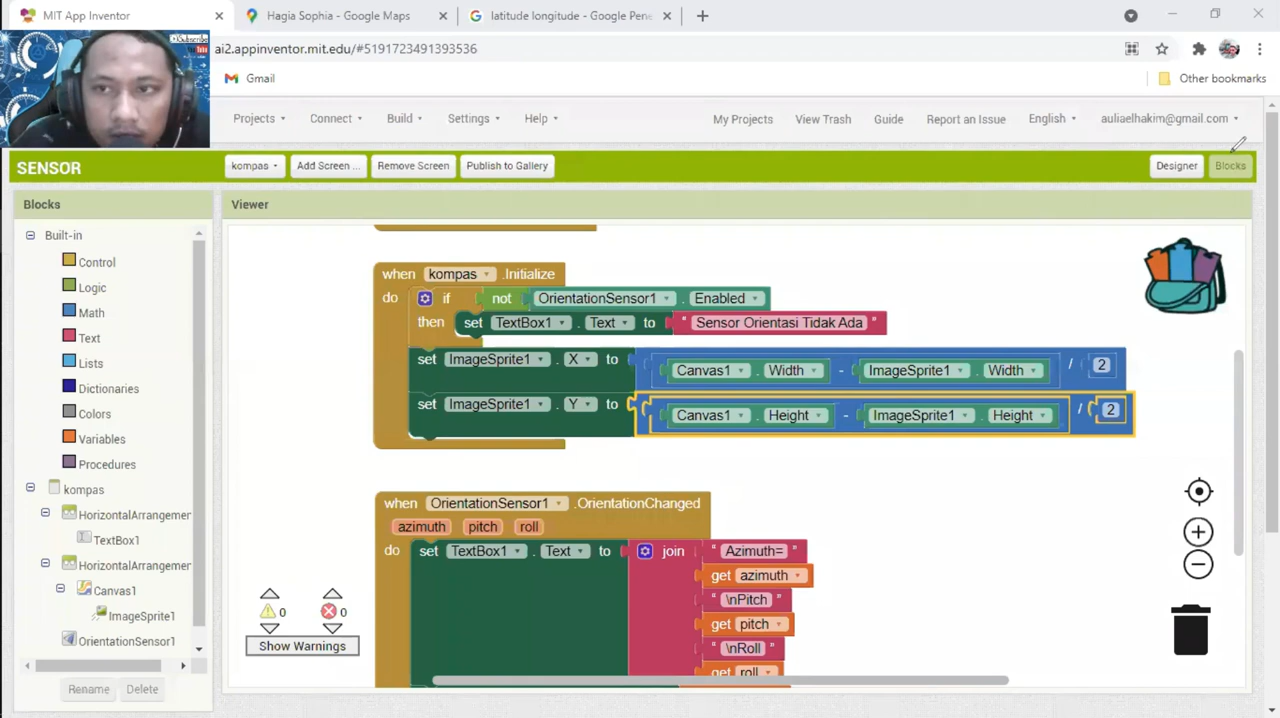 MIT App Inventor
Hagia Sophia - Google Maps
latitude longitude - Google Pene
Subscribe
ai2.appinventor.mit.edu/#5191723491393536
Gmail
Other bookmarks
Projects
Connect
Build
Settings
Help
My Projects
View Trash
Guide
Report an Issue
English
auliaelhakim@gmail.com
SENSOR
kompas
Add Screen ...
Remove Screen
Publish to Gallery
Designer
Blocks
Blocks
Viewer
Built-in
Control
Logic
Math
Text
Lists
Dictionaries
Colors
Variables
Procedures
kompas
HorizontalArrangemer
TextBox1
HorizontalArrangemer
Canvas1
ImageSprite1
OrientationSensor1
Rename
Delete
when kompas .Initialize
do if not OrientationSensor1 . Enabled
then set TextBox1 . Text to " Sensor Orientasi Tidak Ada "
set ImageSprite1 . X to Canvas1 . Width - ImageSprite1 . Width / 2
set ImageSprite1 . Y to Canvas1 . Height - ImageSprite1 . Height / 2
when OrientationSensor1 .OrientationChanged
azimuth pitch roll
do set TextBox1 . Text to join " Azimuth= "
get azimuth
" \nPitch "
get pitch
" \nRoll "
get roll
0 0
Show Warnings